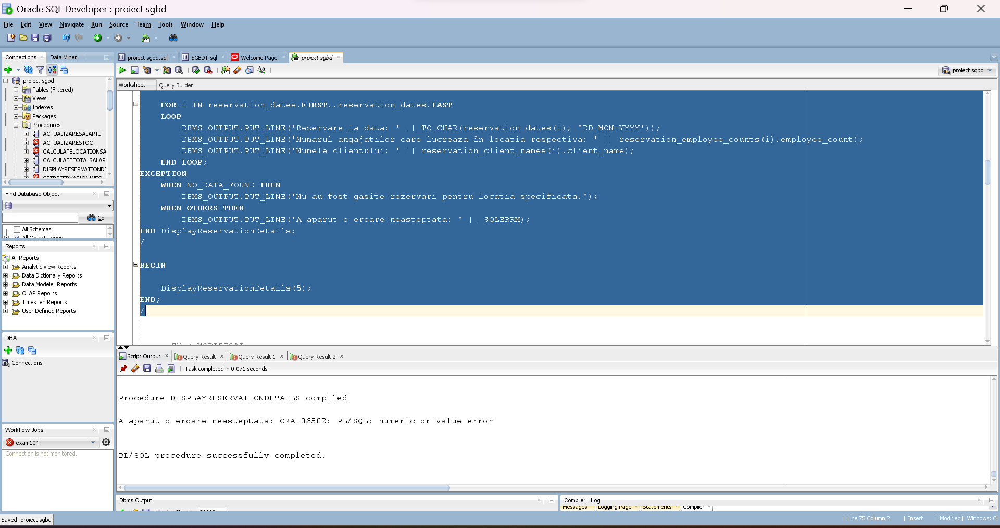 Oracle SQL Developer : proiect sgbd
File Edit View Navigate Run Source Team Tools Window Help
Connections
Data Miner
proiect sgbd
Tables (Filtered)
Views
Indexes
Packages
Procedures
ACTUALIZARESALARIU
ACTUALIZARESTOC
CALCULATELOCATIONSA
CALCULATETOTALSALAR
DISPLAYRESERVATIONDE
GETRESERVATIONINFO
Find Database Object
Go
All Schemas
All Object Types
Reports
All Reports
Analytic View Reports
Data Dictionary Reports
Data Modeler Reports
OLAP Reports
TimesTen Reports
User Defined Reports
DBA
Connections
Workflow Jobs
exam104
Connection is not monitored.
Saved: proiect sgbd
proiect sgbd.sql
SGBD1.sql
Welcome Page
proiect sgbd
proiect sgbd
Worksheet
Query Builder
FOR i IN reservation_dates.FIRST..reservation_dates.LAST
LOOP
DBMS_OUTPUT.PUT_LINE('Rezervare la data: ' || TO_CHAR(reservation_dates(i), 'DD-MON-YYYY'));
DBMS_OUTPUT.PUT_LINE('Numarul angajatilor care lucreaza în locatia respectiva: ' || reservation_employee_counts(i).employee_count);
DBMS_OUTPUT.PUT_LINE('Numele clientului: ' || reservation_client_names(i).client_name);
END LOOP;
EXCEPTION
WHEN NO_DATA_FOUND THEN
DBMS_OUTPUT.PUT_LINE('Nu au fost gasite rezervari pentru locatia specificata.');
WHEN OTHERS THEN
DBMS_OUTPUT.PUT_LINE('A aparut o eroare neasteptata: ' || SQLERRM);
END DisplayReservationDetails;
/
BEGIN
DisplayReservationDetails(5);
END;
/
EX 7 MODIFICAT
Script Output
Query Result
Query Result 1
Query Result 2
Task completed in 0.071 seconds
Procedure DISPLAYRESERVATIONDETAILS compiled
A aparut o eroare neasteptata: ORA-06502: PL/SQL: numeric or value error
PL/SQL procedure successfully completed.
Dbms Output
Compiler - Log
Messages
Logging Page
Statements
Compiler
Line 75 Column 2
Insert
Modified
Windows: CI